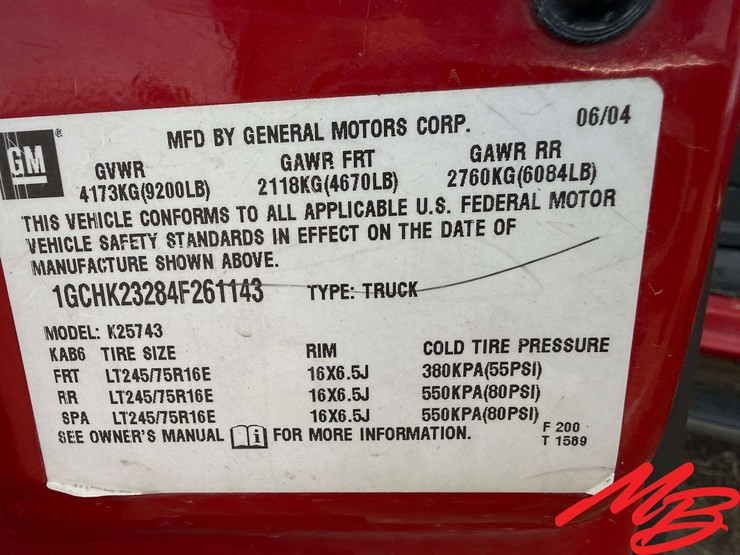 MFD BY GENERAL MOTORS CORP. 06/04
GM ®
GVWR GAWR FRT GAWR RR
4173KG(9200LB) 2118KG(4670LB) 2760KG(6084LB)
THIS VEHICLE CONFORMS TO ALL APPLICABLE U.S. FEDERAL MOTOR
VEHICLE SAFETY STANDARDS IN EFFECT ON THE DATE OF
MANUFACTURE SHOWN ABOVE.
1GCHK23284F261143 TYPE: TRUCK
MODEL: K25743
KAB6 TIRE SIZE RIM COLD TIRE PRESSURE
FRT LT245/75R16E 16X6.5J 380KPA(55PSI)
RR LT245/75R16E 16X6.5J 550KPA(80PSI)
SPA LT245/75R16E 16X6.5J 550KPA(80PSI)
SEE OWNER'S MANUAL i FOR MORE INFORMATION. F 200
T 1589
MB